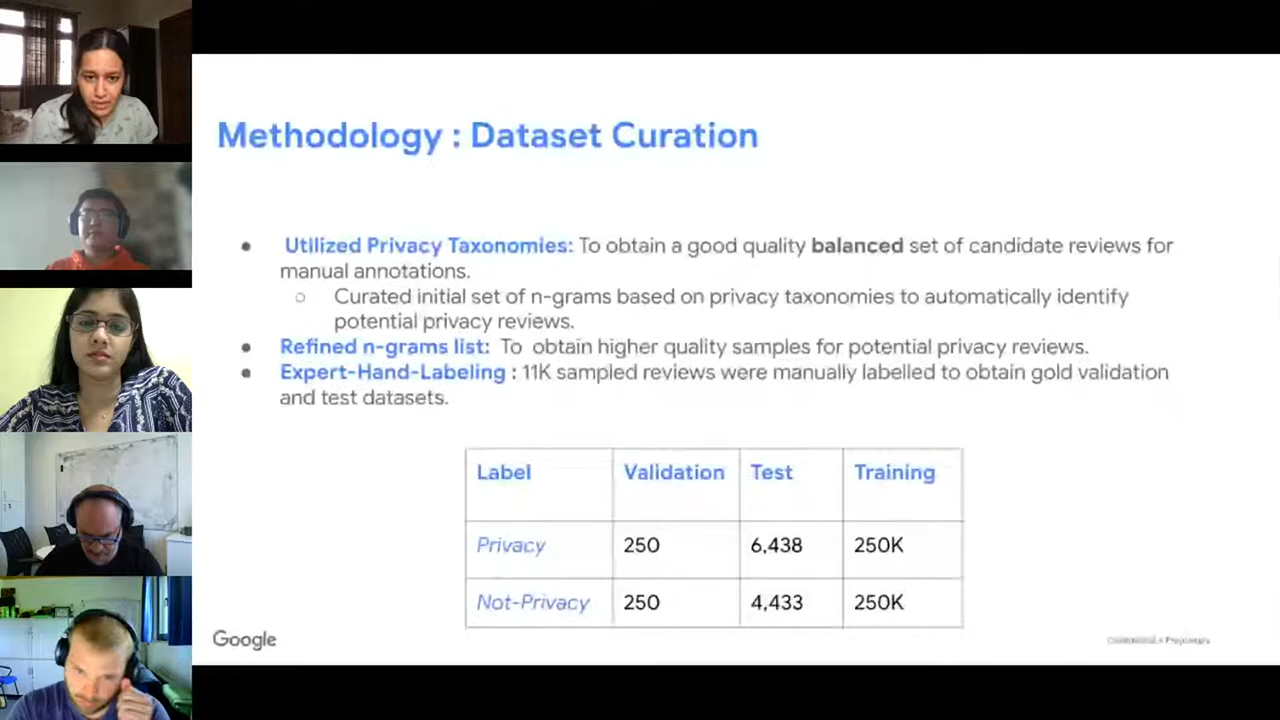 Methodology : Dataset Curation
● Utilized Privacy Taxonomies: To obtain a good quality balanced set of candidate reviews for
manual annotations.
○ Curated initial set of n-grams based on privacy taxonomies to automatically identify
potential privacy reviews.
● Refined n-grams list: To obtain higher quality samples for potential privacy reviews.
● Expert-Hand-Labeling : 11K sampled reviews were manually labelled to obtain gold validation
and test datasets.
Label Validation Test Training
Privacy 250 6,438 250K
Not-Privacy 250 4,433 250K
Google